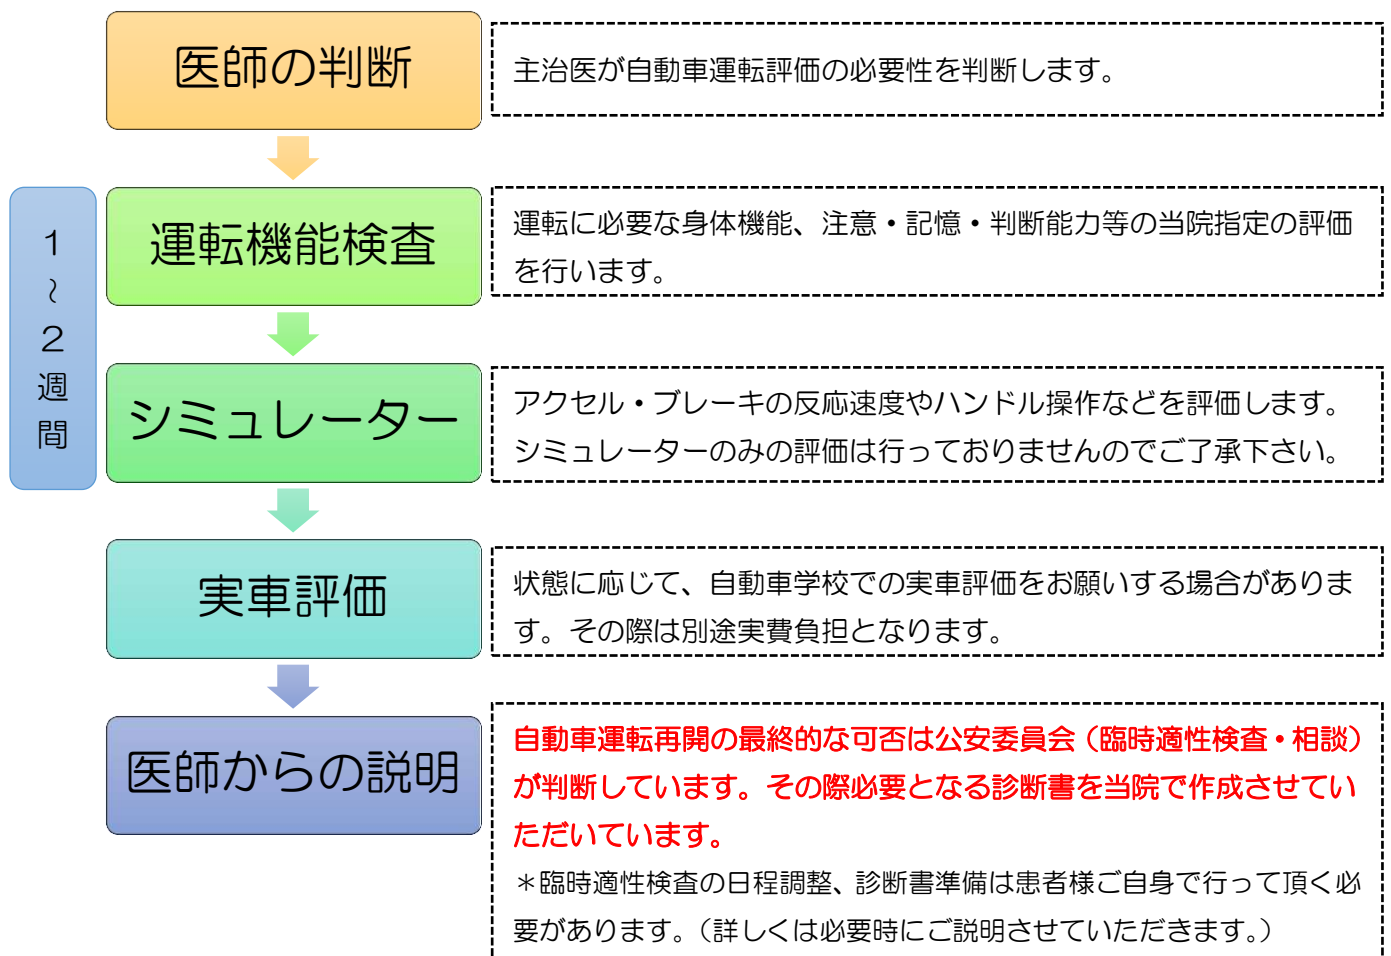 医師の判断
主治医が自動車運転評価の必要性を判断します。
1～2週間
運転機能検査
運転に必要な身体機能、注意・記憶・判断能力等の当院指定の評価
を行います。
シミュレーター
アクセル・ブレーキの反応速度やハンドル操作などを評価します。
シミュレーターのみの評価は行っておりませんのでご了承下さい。
実車評価
状態に応じて、自動車学校での実車評価をお願いする場合がありま
す。その際は別途実費負担となります。
医師からの説明
自動車運転再開の最終的な可否は公安委員会（臨時適性検査・相談）
が判断しています。その際必要となる診断書を当院で作成させてい
ただいています。
＊臨時適性検査の日程調整、診断書準備は患者様ご自身で行って頂く必
要があります。（詳しくは必要時にご説明させていただきます。）